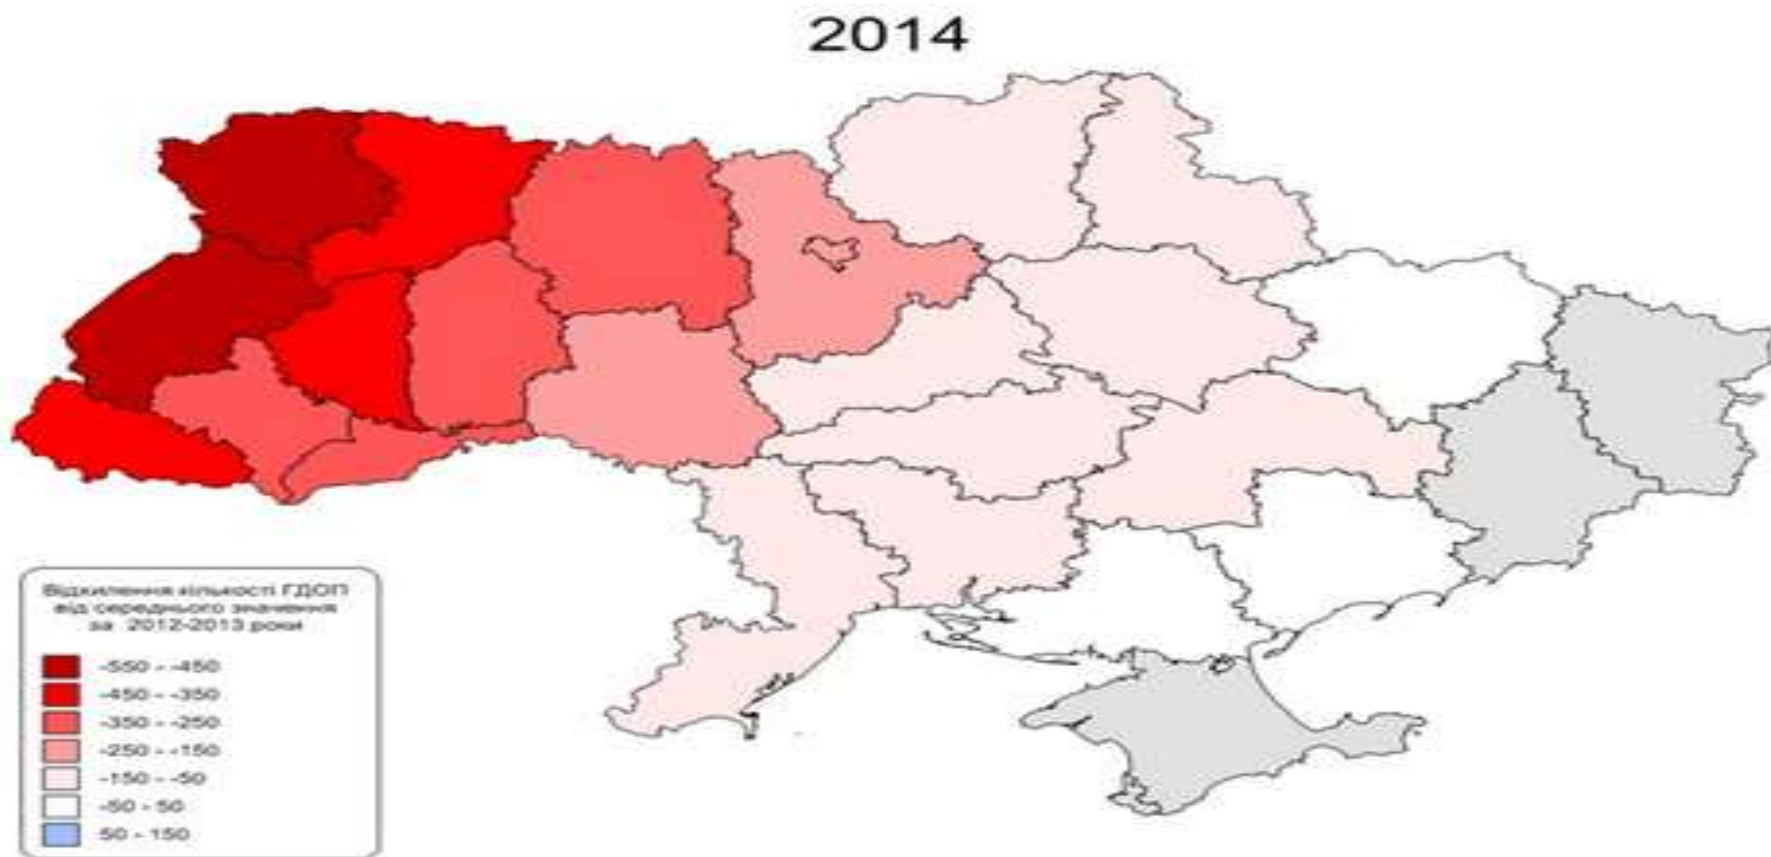 2014
Відхилення кількості ГДОП
від середнього значення
за 2012-2013 роки
-550 - -450
-450 - -350
-350 - -250
-250 - -150
-150 - -50
-50 - 50
50 - 150